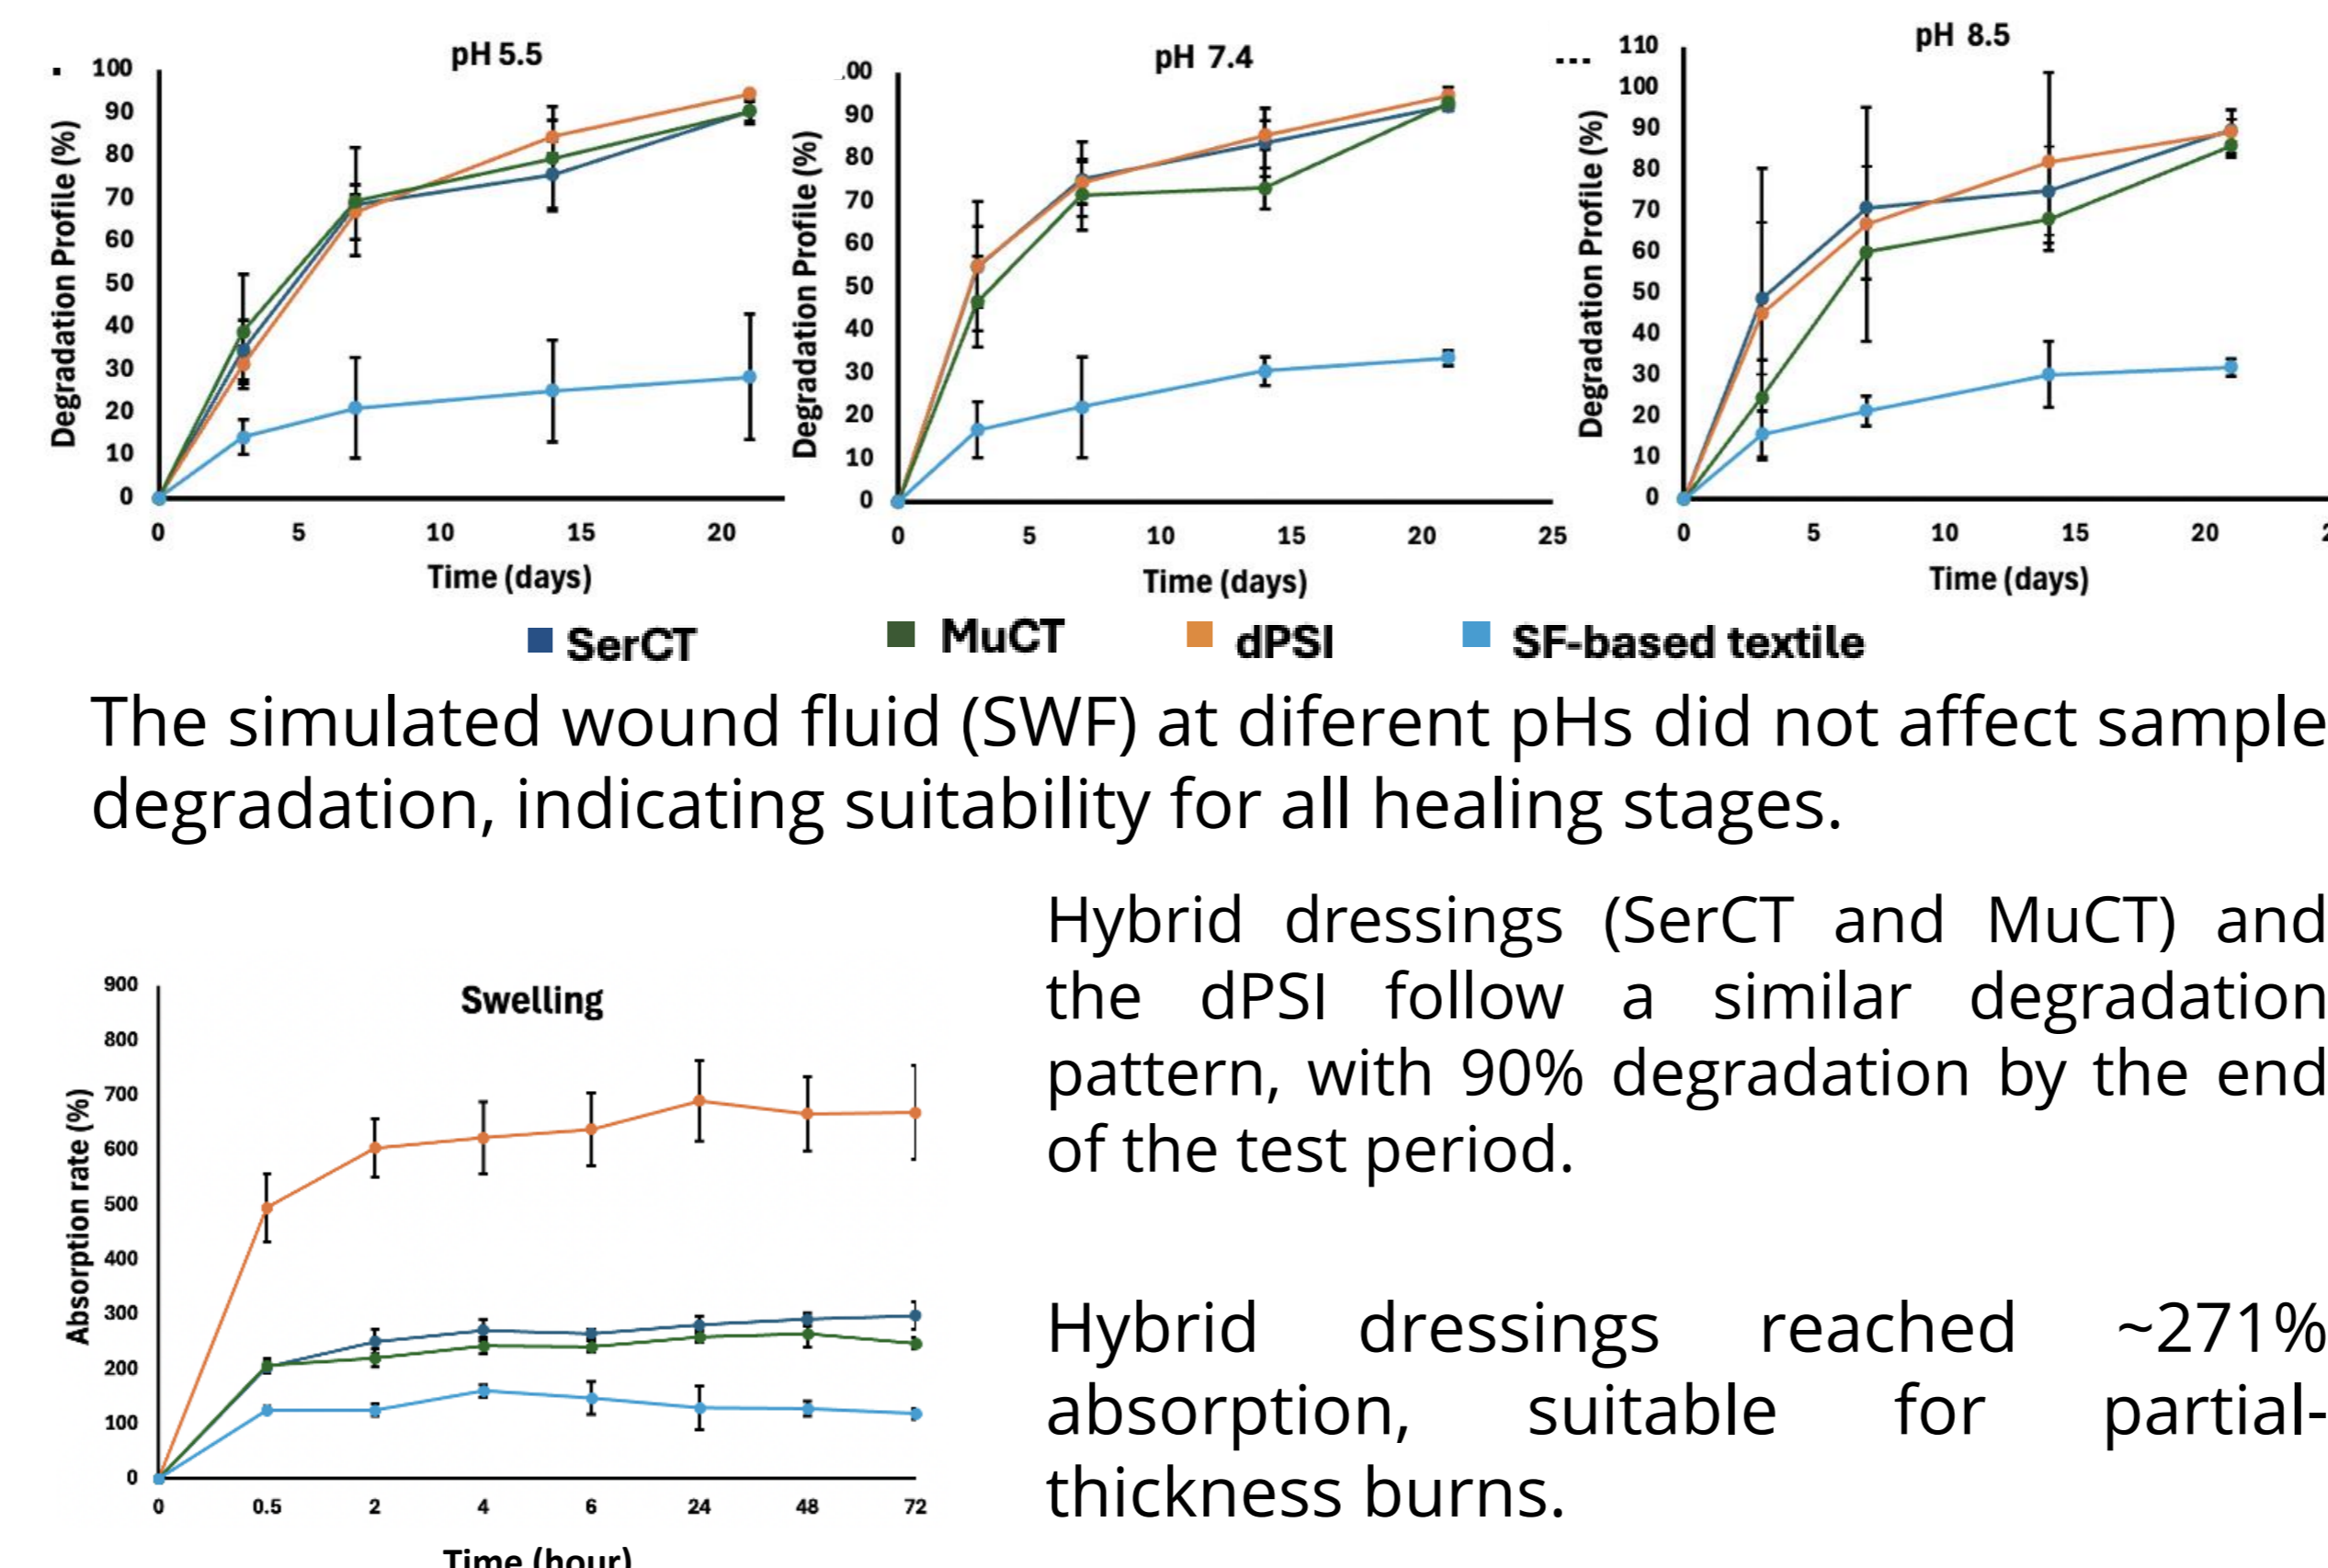 pH 5.5
100
90
80
70
60
50
40
30
20
10
0
Degradation Profile (%)
0 5 10 15 20
Time (days)
pH 7.4
00
90
80
70
60
50
40
30
20
10
0
Degradation Profile (%)
0 5 10 15 20 25
Time (days)
...
pH 8.5
110
100
90
80
70
60
50
40
30
20
10
0
Degradation Profile (%)
0 5 10 15 20
Time (days)
SerCT MuCT dPSI SF-based textile
The simulated wound fluid (SWF) at diferent pHs did not affect sample
degradation, indicating suitability for all healing stages.
Swelling
900
800
700
600
500
400
300
200
100
0
Absorption rate (%)
0 0.5 2 4 6 24 48 72
Time (hour)
Hybrid dressings (SerCT and MuCT) and
the dPSI follow a similar degradation
pattern, with 90% degradation by the end
of the test period.
Hybrid dressings reached ~271%
absorption, suitable for partial-
thickness burns.